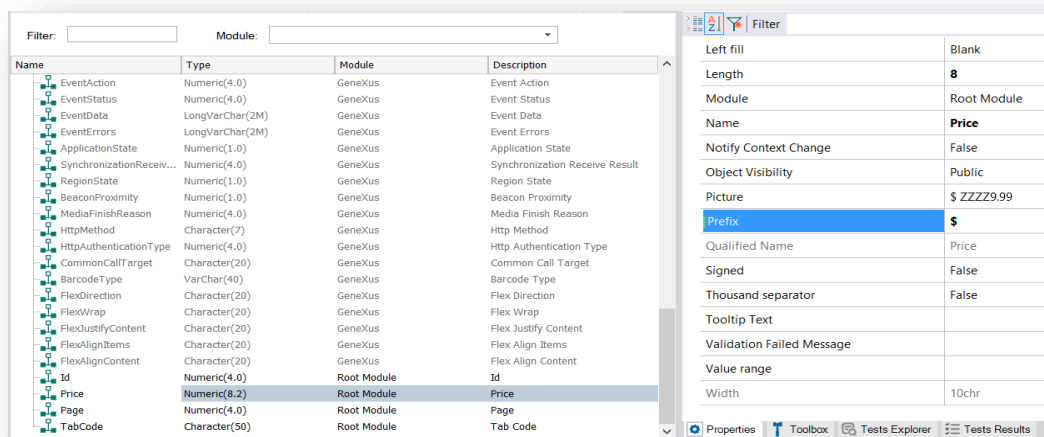 Filter: Module:
Name Type Module Description
EventAction Numeric(4.0) GeneXus Event Action
EventStatus Numeric(4.0) GeneXus Event Status
EventData LongVarChar(2M) GeneXus Event Data
EventErrors LongVarChar(2M) GeneXus Event Errors
ApplicationState Numeric(1.0) GeneXus Application State
SynchronizationReceiv... Numeric(4.0) GeneXus Synchronization Receive Result
RegionState Numeric(1.0) GeneXus Region State
BeaconProximity Numeric(1.0) GeneXus Beacon Proximity
MediaFinishReason Numeric(4.0) GeneXus Media Finish Reason
HttpMethod Character(7) GeneXus Http Method
HttpAuthenticationType Numeric(4.0) GeneXus Http Authentication Type
CommonCallTarget Character(20) GeneXus Common Call Target
BarcodeType VarChar(40) GeneXus Barcode Type
FlexDirection Character(20) GeneXus Flex Direction
FlexWrap Character(20) GeneXus Flex Wrap
FlexJustifyContent Character(20) GeneXus Flex Justify Content
FlexAlignItems Character(20) GeneXus Flex Align Items
FlexAlignContent Character(20) GeneXus Flex Align Content
Id Numeric(4.0) Root Module Id
Price Numeric(8.2) Root Module Price
Page Numeric(4.0) Root Module Page
TabCode Character(50) Root Module Tab Code
Filter
Left fill Blank
Length 8
Module Root Module
Name Price
Notify Context Change False
Object Visibility Public
Picture $ ZZZZ9.99
Prefix $
Qualified Name Price
Signed False
Thousand separator False
Tooltip Text
Validation Failed Message
Value range
Width 10chr
Properties Toolbox Tests Explorer Tests Results